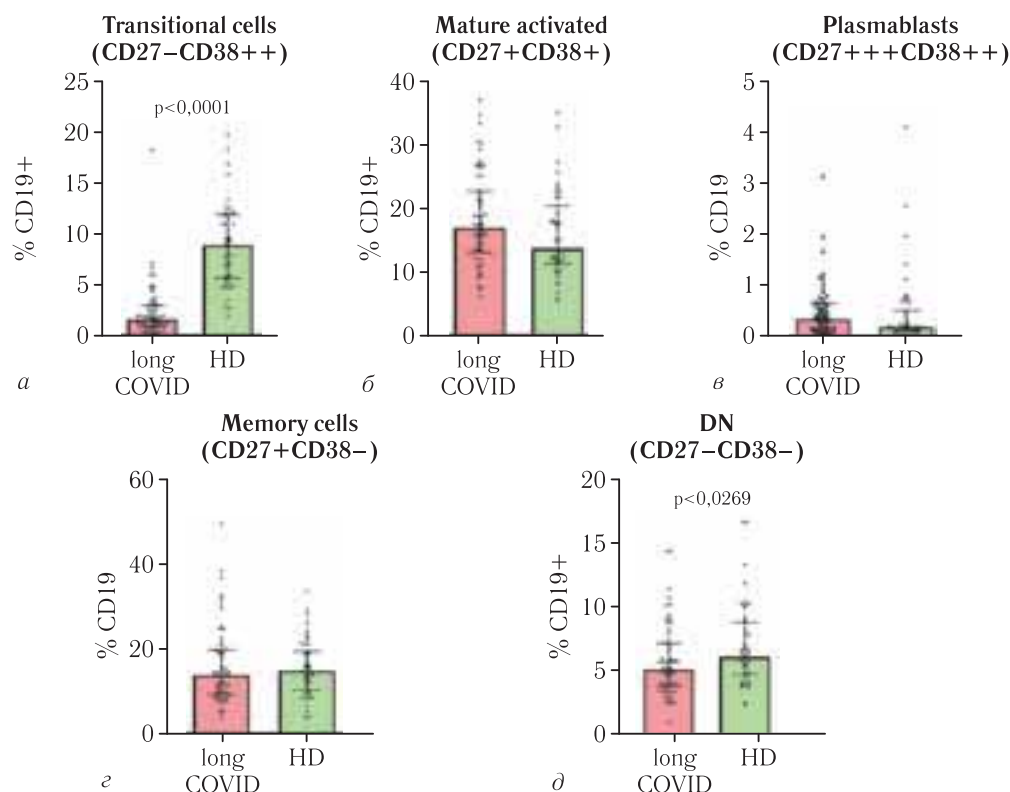 Transitional cells
(CD27–CD38++)
25
20
15
10
5
0
% CD19+
p<0,0001
long
COVID
HD
а
Mature activated
(CD27+CD38+)
40
30
20
10
0
% CD19+
long
COVID
HD
б
Plasmablasts
(CD27+++CD38++)
5
4
3
2
1
0
% CD19
long
COVID
HD
в
Memory cells
(CD27+CD38–)
60
40
20
0
% CD19
long
COVID
HD
г
DN
(CD27–CD38–)
20
15
10
5
0
% CD19+
p<0,0269
long
COVID
HD
д